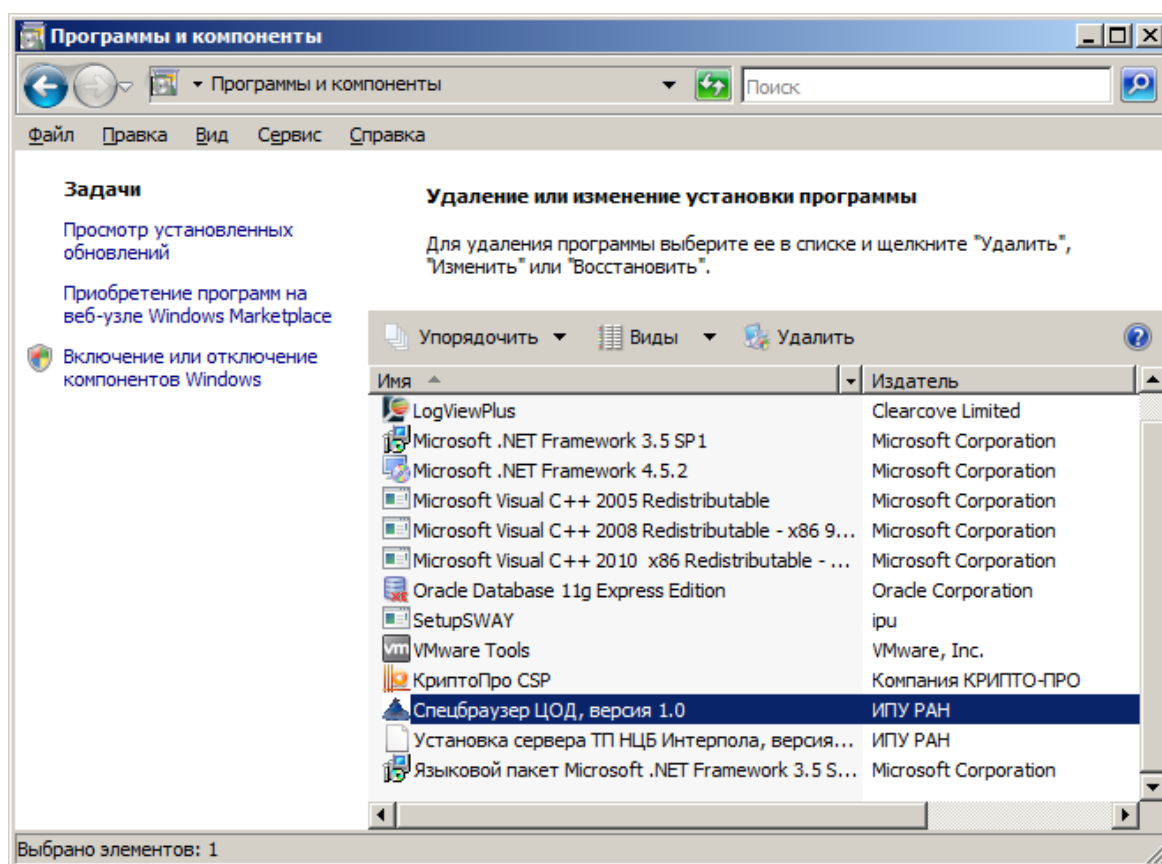 Программы и компоненты
Программы и компоненты
Поиск
Файл Правка Вид Сервис Справка
Задачи
Просмотр установленных
обновлений
Приобретение программ на
веб-узле Windows Marketplace
Включение или отключение
компонентов Windows
Удаление или изменение установки программы
Для удаления программы выберите ее в списке и щелкните "Удалить",
"Изменить" или "Восстановить".
Упорядочить Виды Удалить
Имя Издатель
LogViewPlus Clearcove Limited
Microsoft .NET Framework 3.5 SP1 Microsoft Corporation
Microsoft .NET Framework 4.5.2 Microsoft Corporation
Microsoft Visual C++ 2005 Redistributable Microsoft Corporation
Microsoft Visual C++ 2008 Redistributable - x86 9... Microsoft Corporation
Microsoft Visual C++ 2010 x86 Redistributable - ... Microsoft Corporation
Oracle Database 11g Express Edition Oracle Corporation
SetupSWAY ipu
VMware Tools VMware, Inc.
КриптоПро CSP Компания КРИПТО-ПРО
Спецбраузер ЦОД, версия 1.0 ИПУ РАН
Установка сервера ТП НЦБ Интерпола, версия... ИПУ РАН
Языковой пакет Microsoft .NET Framework 3.5 S... Microsoft Corporation
Выбрано элементов: 1